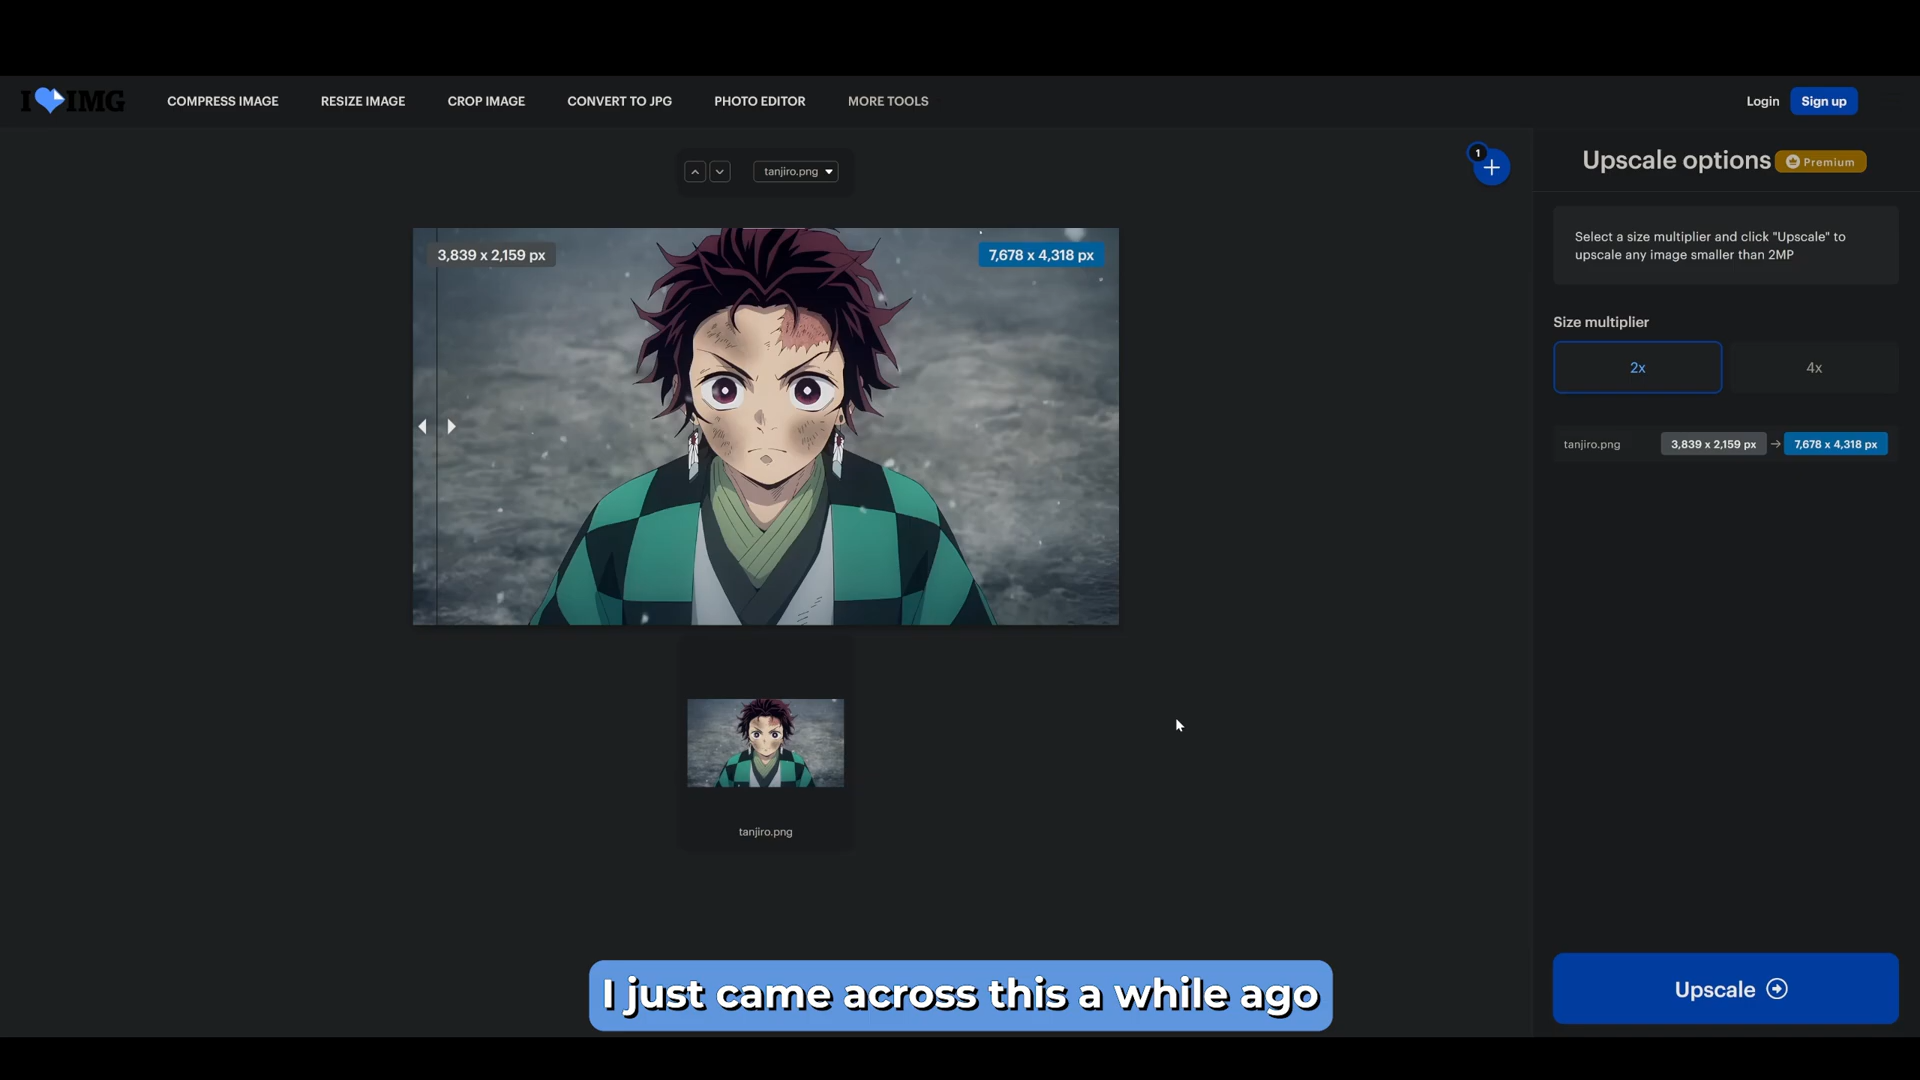 I IMG
COMPRESS IMAGE
RESIZE IMAGE
CROP IMAGE
CONVERT TO JPG
PHOTO EDITOR
MORE TOOLS
Login
Sign up
tanjiro.png
1
Upscale options
Premium
3,839 x 2,159 px
7,678 x 4,318 px
Select a size multiplier and click "Upscale" to
upscale any image smaller than 2MP
Size multiplier
2x
4x
tanjiro.png
3,839 x 2,159 px
7,678 x 4,318 px
tanjiro.png
Upscale
I just came across this a while ago